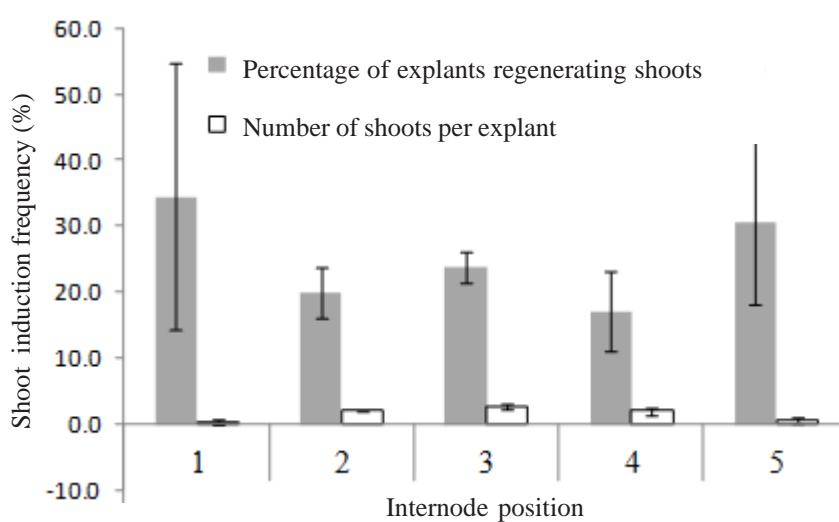 60.0
50.0
40.0
30.0
20.0
10.0
0.0
-10.0
Shoot induction frequency (%)
Percentage of explants regenerating shoots
Number of shoots per explant
1 2 3 4 5
Internode position